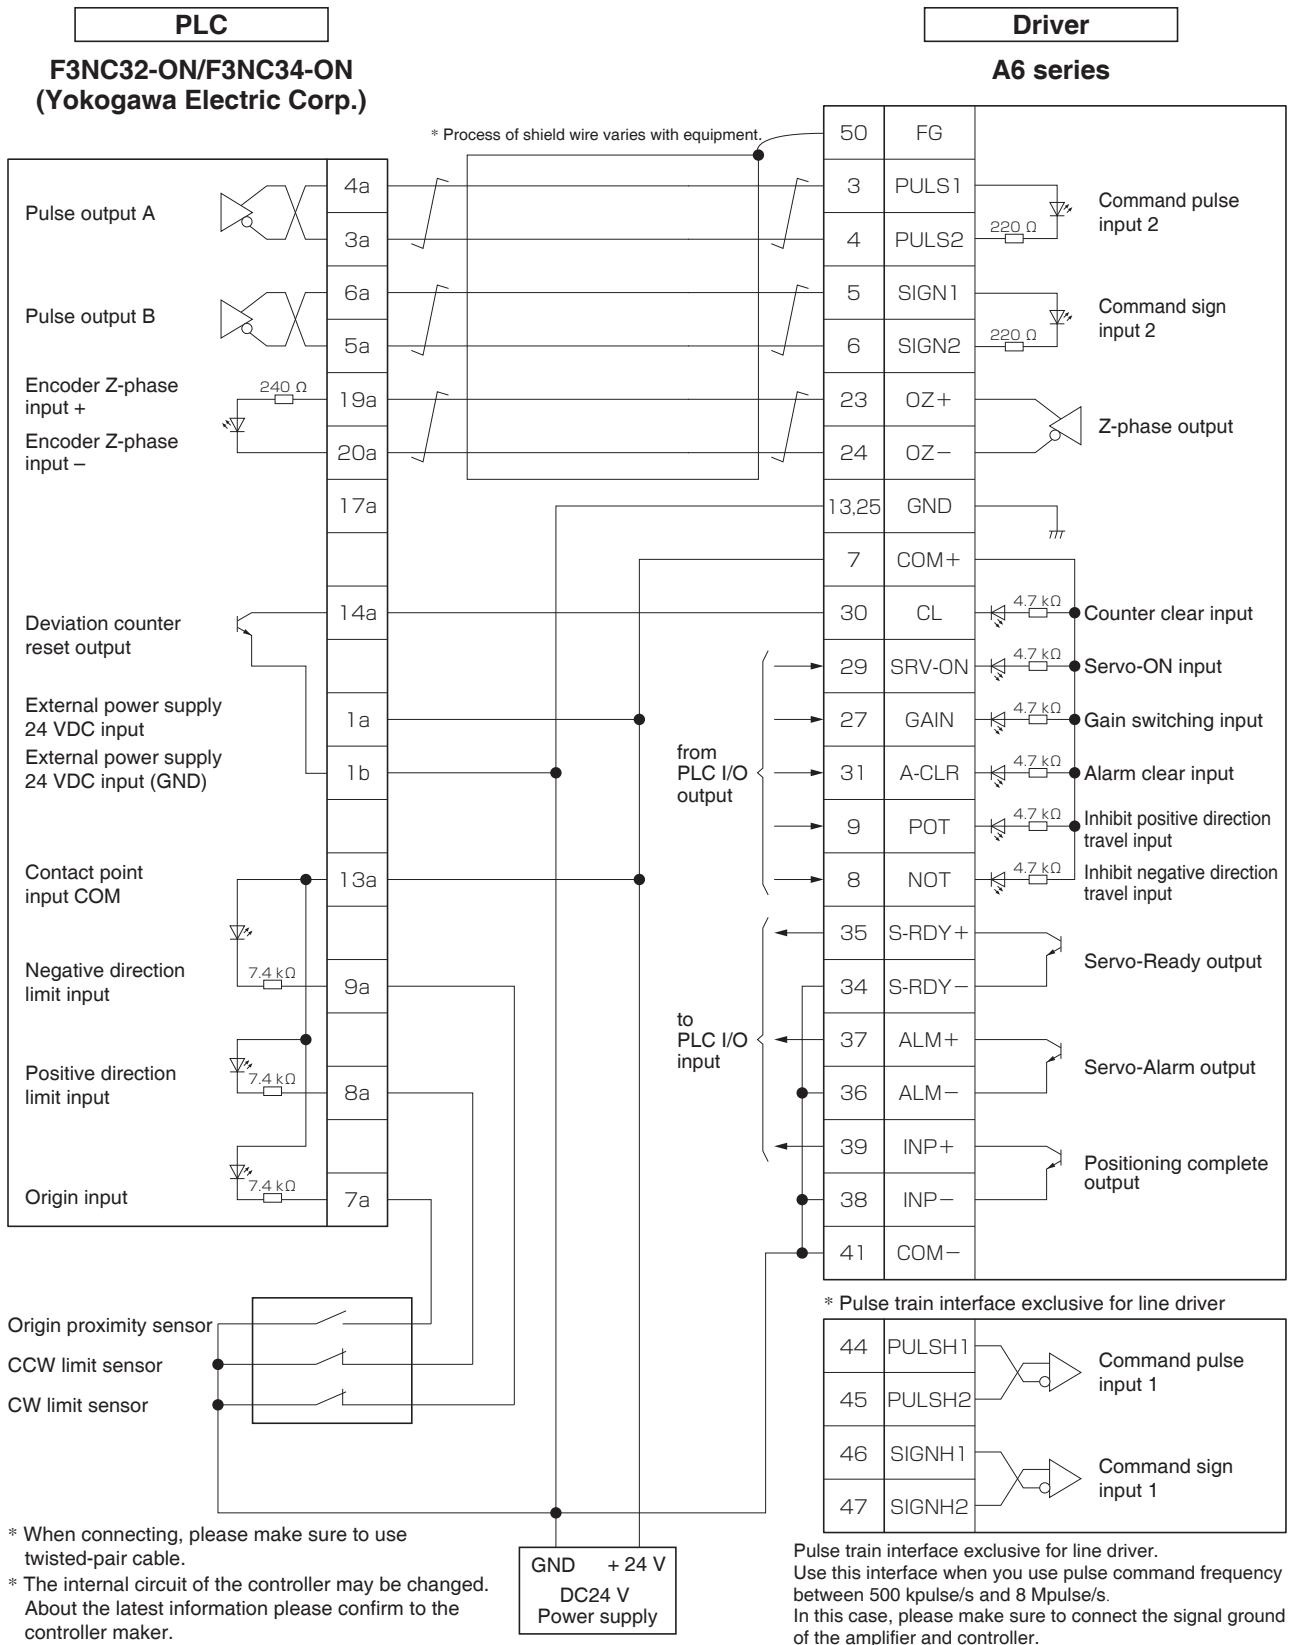 PLC
F3NC32-ON/F3NC34-ON
(Yokogawa Electric Corp.)
Driver
A6 series
* Process of shield wire varies with equipment.
Pulse output A
4a
3a
Pulse output B
6a
5a
Encoder Z-phase
input +
240 Ω
19a
Encoder Z-phase
input –
20a
17a
Deviation counter
reset output
14a
External power supply
24 VDC input
1a
External power supply
24 VDC input (GND)
1b
Contact point
input COM
13a
Negative direction
limit input
7.4 kΩ
9a
Positive direction
limit input
7.4 kΩ
8a
Origin input
7.4 kΩ
7a
50 FG
3 PULS1
220 Ω
4 PULS2
Command pulse
input 2
5 SIGN1
220 Ω
6 SIGN2
Command sign
input 2
23 OZ+
24 OZ−
Z-phase output
13,25 GND
7 COM+
30 CL 4.7 kΩ Counter clear input
29 SRV-ON 4.7 kΩ Servo-ON input
27 GAIN 4.7 kΩ Gain switching input
31 A-CLR 4.7 kΩ Alarm clear input
9 POT 4.7 kΩ Inhibit positive direction
travel input
8 NOT 4.7 kΩ Inhibit negative direction
travel input
from
PLC I/O
output
35 S-RDY+
34 S-RDY−
Servo-Ready output
to
PLC I/O
input
37 ALM+
36 ALM−
Servo-Alarm output
39 INP+
38 INP−
Positioning complete
output
41 COM−
* Pulse train interface exclusive for line driver
44 PULSH1
45 PULSH2
Command pulse
input 1
46 SIGNH1
47 SIGNH2
Command sign
input 1
Origin proximity sensor
CCW limit sensor
CW limit sensor
* When connecting, please make sure to use
twisted-pair cable.
* The internal circuit of the controller may be changed.
About the latest information please confirm to the
controller maker.
GND + 24 V
DC24 V
Power supply
Pulse train interface exclusive for line driver.
Use this interface when you use pulse command frequency
between 500 kpulse/s and 8 Mpulse/s.
In this case, please make sure to connect the signal ground
of the amplifier and controller.